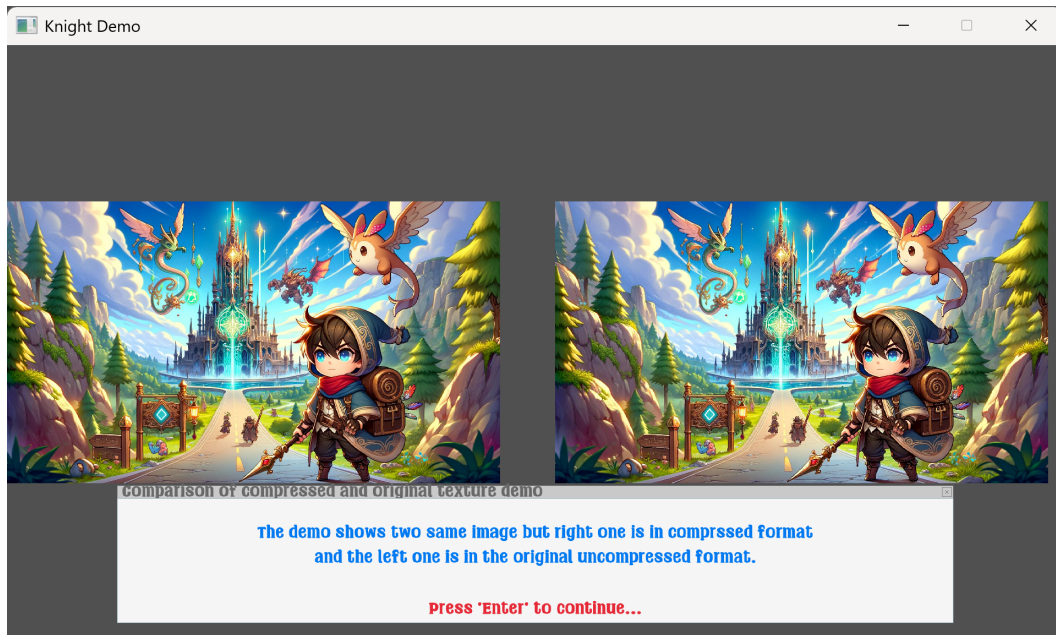 Knight Demo
Comparison of compressed and original texture demo
The demo shows two same image but right one is in comprssed format
and the left one is in the original uncompressed format.
Press 'Enter' to continue...